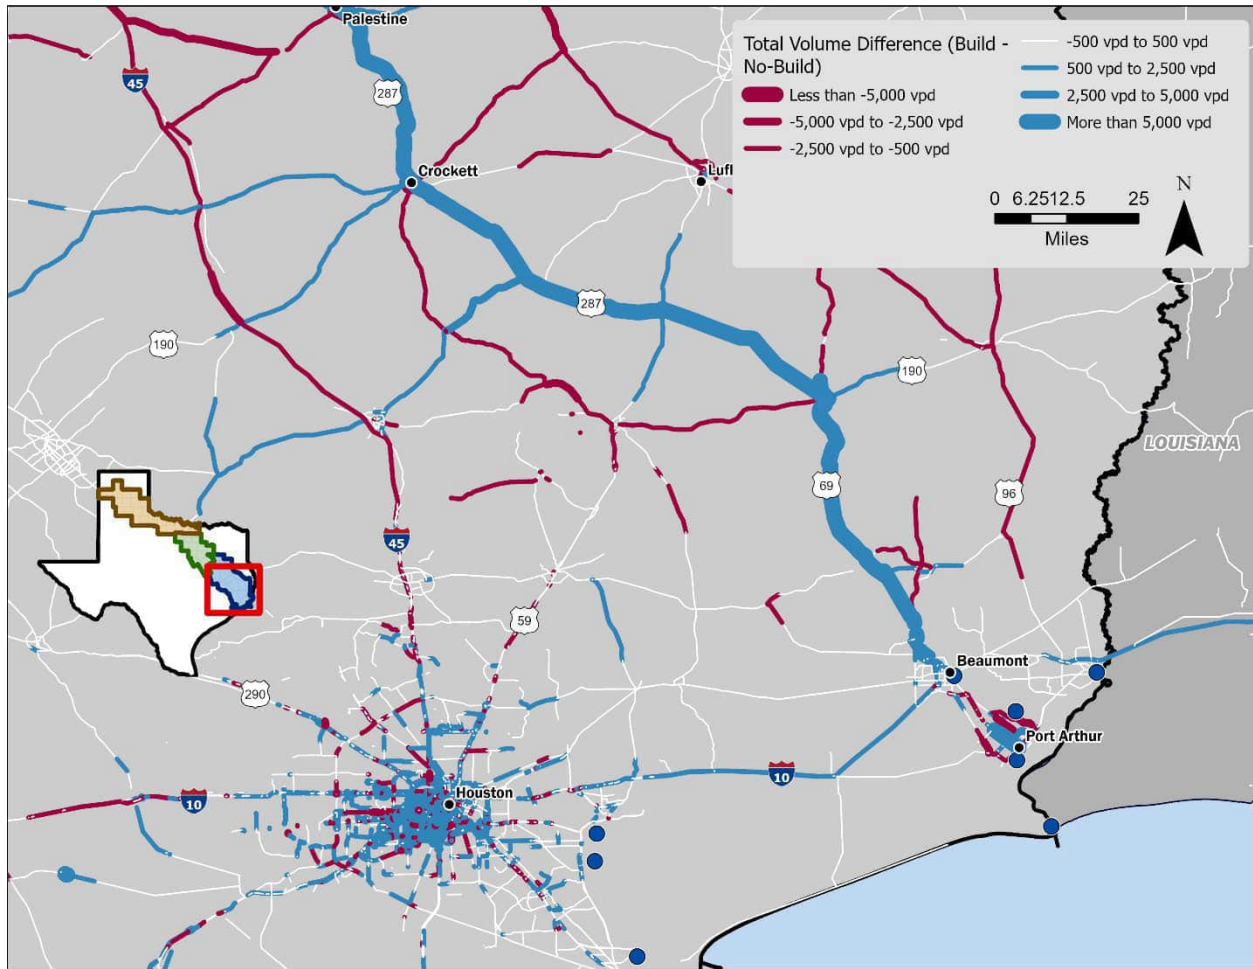 Palestine
45
287
Crockett
Lufl
Total Volume Difference (Build -
No-Build)
Less than -5,000 vpd
-5,000 vpd to -2,500 vpd
-2,500 vpd to -500 vpd
-500 vpd to 500 vpd
500 vpd to 2,500 vpd
2,500 vpd to 5,000 vpd
More than 5,000 vpd
0 6.25 12.5 25
Miles
N
287
190
190
LOUISIANA
69
96
45
59
290
Beaumont
Port Arthur
10
10
Houston